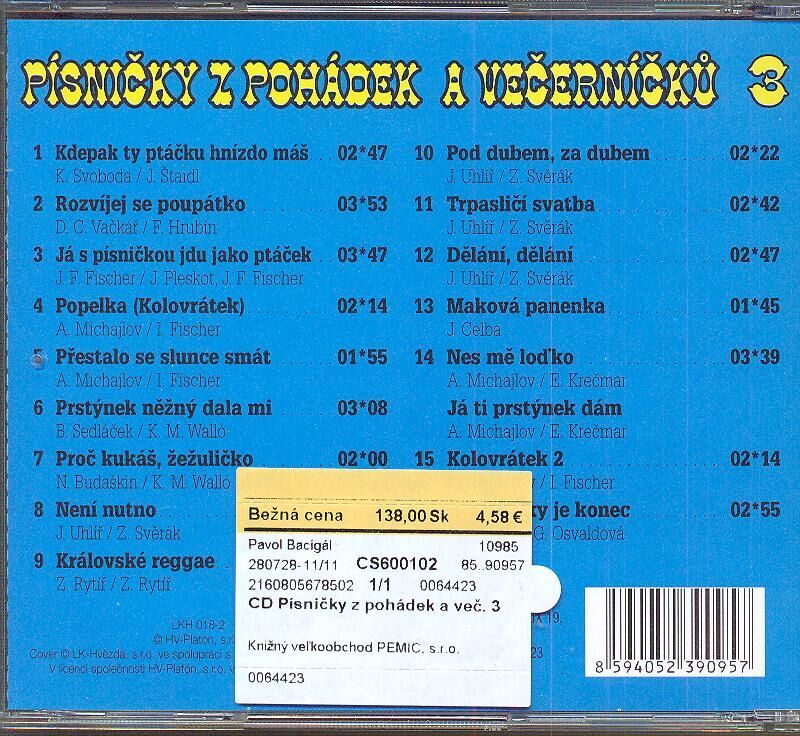 PÍSNIČKY Z POHÁDEK A VEČERNÍČKŮ 3
1 Kdepak ty ptáčku hnízdo máš 02*47
K. Svoboda / J. Štaidl
2 Rozvíjej se poupátko 03*53
D. C. Vačkář / F. Hrubín
3 Já s písničkou jdu jako ptáček 03*47
J. F. Fischer / J. Pleskot, J. F. Fischer
4 Popelka (Kolovrátek) 02*14
A. Michajlov / I. Fischer
5 Přestalo se slunce smát 01*55
A. Michajlov / I. Fischer
6 Prstýnek něžný dala mi 03*08
B. Sedláček / K. M. Walló
7 Proč kukáš, žežuličko 02*00
N. Budaškin / K. M. Walló
8 Není nutno
J. Uhlíř / Z. Svěrák
9 Královské reggae
Z. Rytíř / Z. Rytíř
10 Pod dubem, za dubem 02*22
J. Uhlíř / Z. Svěrák
11 Trpasličí svatba 02*42
J. Uhlíř / Z. Svěrák
12 Dělání, dělání 02*47
J. Uhlíř / Z. Svěrák
13 Maková panenka 01*45
J. Celba
14 Nes mě loďko 03*39
A. Michajlov / E. Krečmar
Já ti prstýnek dám
A. Michajlov / E. Krečmar
15 Kolovrátek 2 02*14
/ I. Fischer
ky je konec 02*55
G. Osvaldová
LKH 018-2
© HV-Platón, s.r.
Cover © LK-Hvězda, s.r.o. ve spolupráci s
V licenci společnosti HV-Platón, s.r.o.
Bežná cena 138,00 Sk 4,58 €
Pavol Bacigál 10985
280728-11/11 CS600102 85..90957
2160805678502 1/1 0064423
CD Písničky z pohádek a več. 3
Knižný veľkoobchod PEMIC, s.r.o.
0064423
19.
23
8 594052 390957